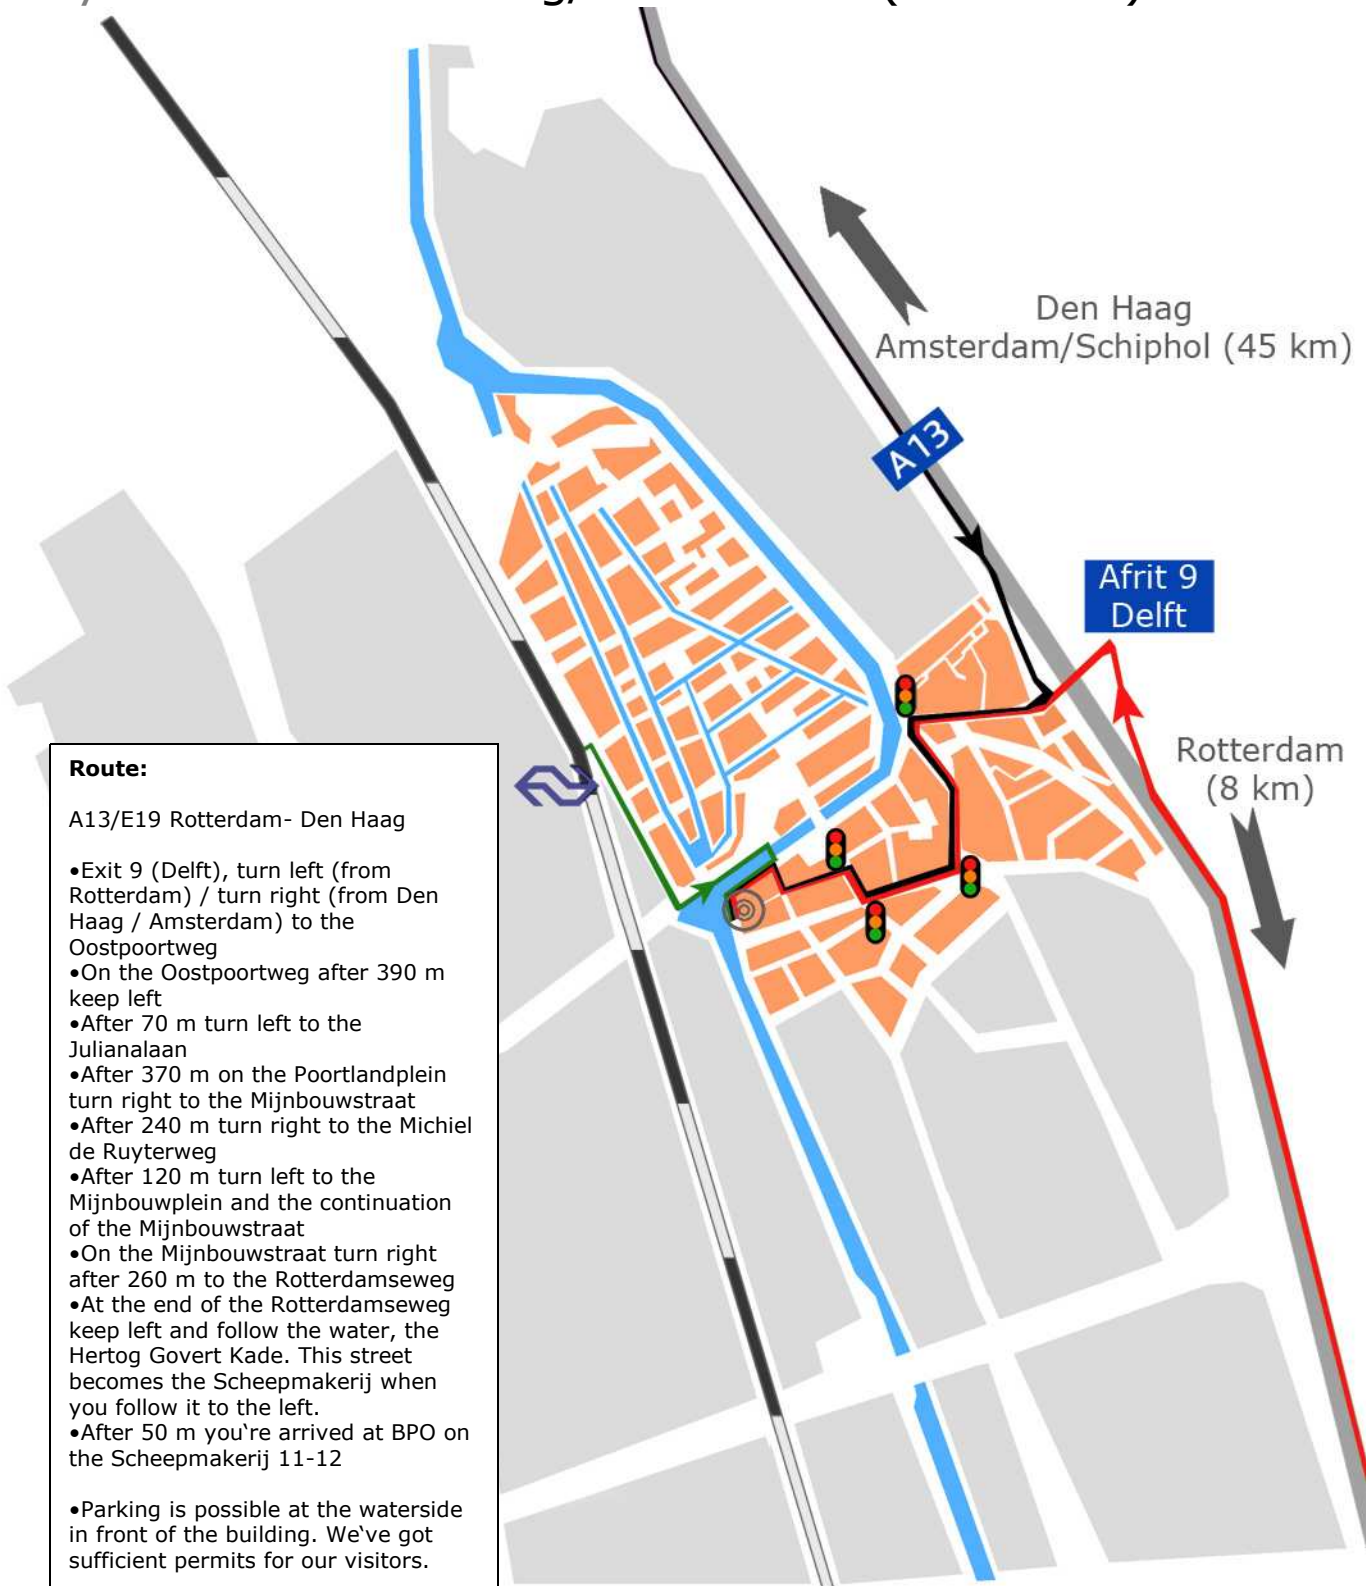 Den Haag
Amsterdam/Schiphol (45 km)
A13
Afrit 9
Delft
Rotterdam
(8 km)
Route:
A13/E19 Rotterdam- Den Haag
•Exit 9 (Delft), turn left (from
Rotterdam) / turn right (from Den
Haag / Amsterdam) to the
Oostpoortweg
•On the Oostpoortweg after 390 m
keep left
•After 70 m turn left to the
Julianalaan
•After 370 m on the Poortlandplein
turn right to the Mijnbouwstraat
•After 240 m turn right to the Michiel
de Ruyterweg
•After 120 m turn left to the
Mijnbouwplein and the continuation
of the Mijnbouwstraat
•On the Mijnbouwstraat turn right
after 260 m to the Rotterdamseweg
•At the end of the Rotterdamseweg
keep left and follow the water, the
Hertog Govert Kade. This street
becomes the Scheepmakerij when
you follow it to the left.
•After 50 m you‘re arrived at BPO on
the Scheepmakerij 11-12
•Parking is possible at the waterside
in front of the building. We‘ve got
sufficient permits for our visitors.